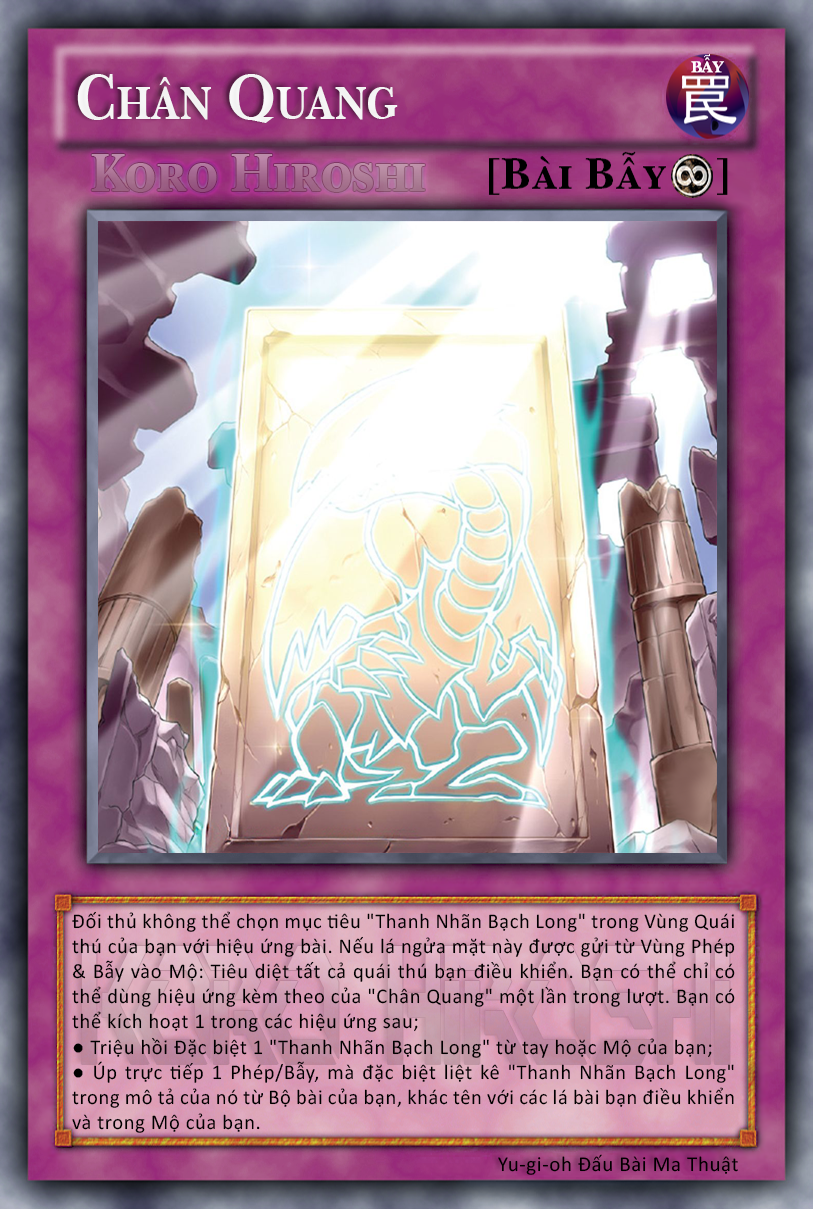 Chân Quang
BẪY
罠
Koro Hiroshi
[Bài Bẫy]
Đối thủ không thể chọn mục tiêu "Thanh Nhãn Bạch Long" trong Vùng Quái
thú của bạn với hiệu ứng bài. Nếu lá ngửa mặt này được gửi từ Vùng Phép
& Bẫy vào Mộ: Tiêu diệt tất cả quái thú bạn điều khiển. Bạn có thể chỉ có
thể dùng hiệu ứng kèm theo của "Chân Quang" một lần trong lượt. Bạn có
thể kích hoạt 1 trong các hiệu ứng sau;
● Triệu hồi Đặc biệt 1 "Thanh Nhãn Bạch Long" từ tay hoặc Mộ của bạn;
● Úp trực tiếp 1 Phép/Bẫy, mà đặc biệt liệt kê "Thanh Nhãn Bạch Long"
trong mô tả của nó từ Bộ bài của bạn, khác tên với các lá bài bạn điều khiển
và trong Mộ của bạn.
Koro Hiroshi
Yu-gi-oh Đấu Bài Ma Thuật